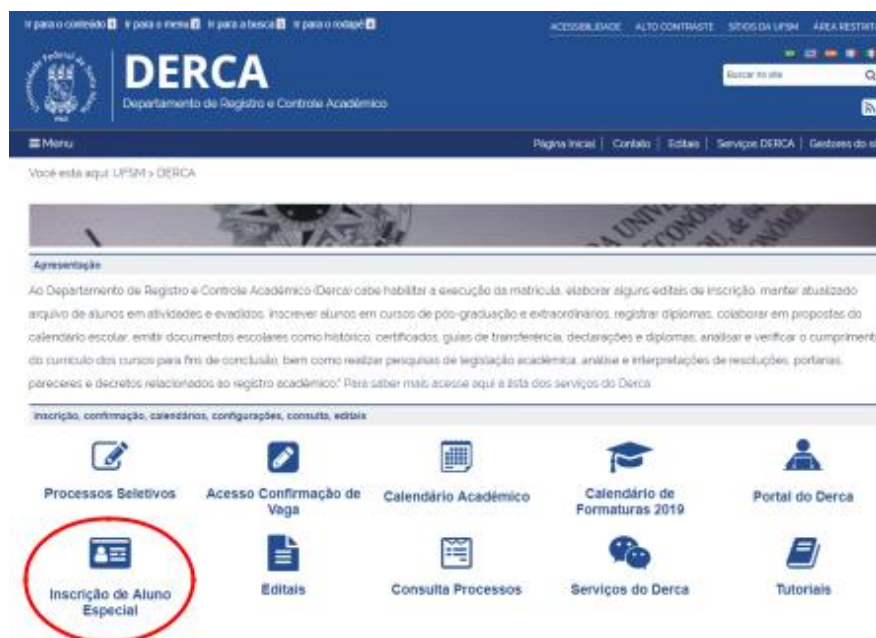 Ir para o conteúdo 1 Ir para o menu 2 Ir para a busca 3 Ir para o rodapé 4
ACESSIBILIDADE ALTO CONTRASTE SÍTIOS DA UFSM ÁREA RESTRITA
DERCA
Departamento de Registro e Controle Acadêmico
Buscar no site
Menu
Página Inicial | Contato | Editais | Serviços DERCA | Gestores do si
Você está aqui: UFSM > DERCA
Apresentação
Ao Departamento de Registro e Controle Acadêmico (Derca) cabe habilitar a execução da matrícula, elaborar alguns editais de inscrição, manter atualizado
arquivo de alunos em atividades e evadidos, inscrever alunos em cursos de pós-graduação e extraordinários, registrar diplomas, colaborar em propostas do
calendário escolar, emitir documentos escolares como histórico, certificados, guias de transferência, declarações e diplomas, analisar e verificar o cumpriment
do currículo dos cursos para fins de conclusão, bem como realizar pesquisas de legislação acadêmica, análise e interpretações de resoluções, portarias,
pareceres e decretos relacionados ao registro acadêmico." Para saber mais acesse aqui a lista dos serviços do Derca
Inscrição, confirmação, calendários, configurações, consulta, editais
Processos Seletivos
Acesso Confirmação de
Vaga
Calendário Acadêmico
Calendário de
Formaturas 2019
Portal do Derca
Inscrição de Aluno
Especial
Editais
Consulta Processos
Serviços do Derca
Tutoriais